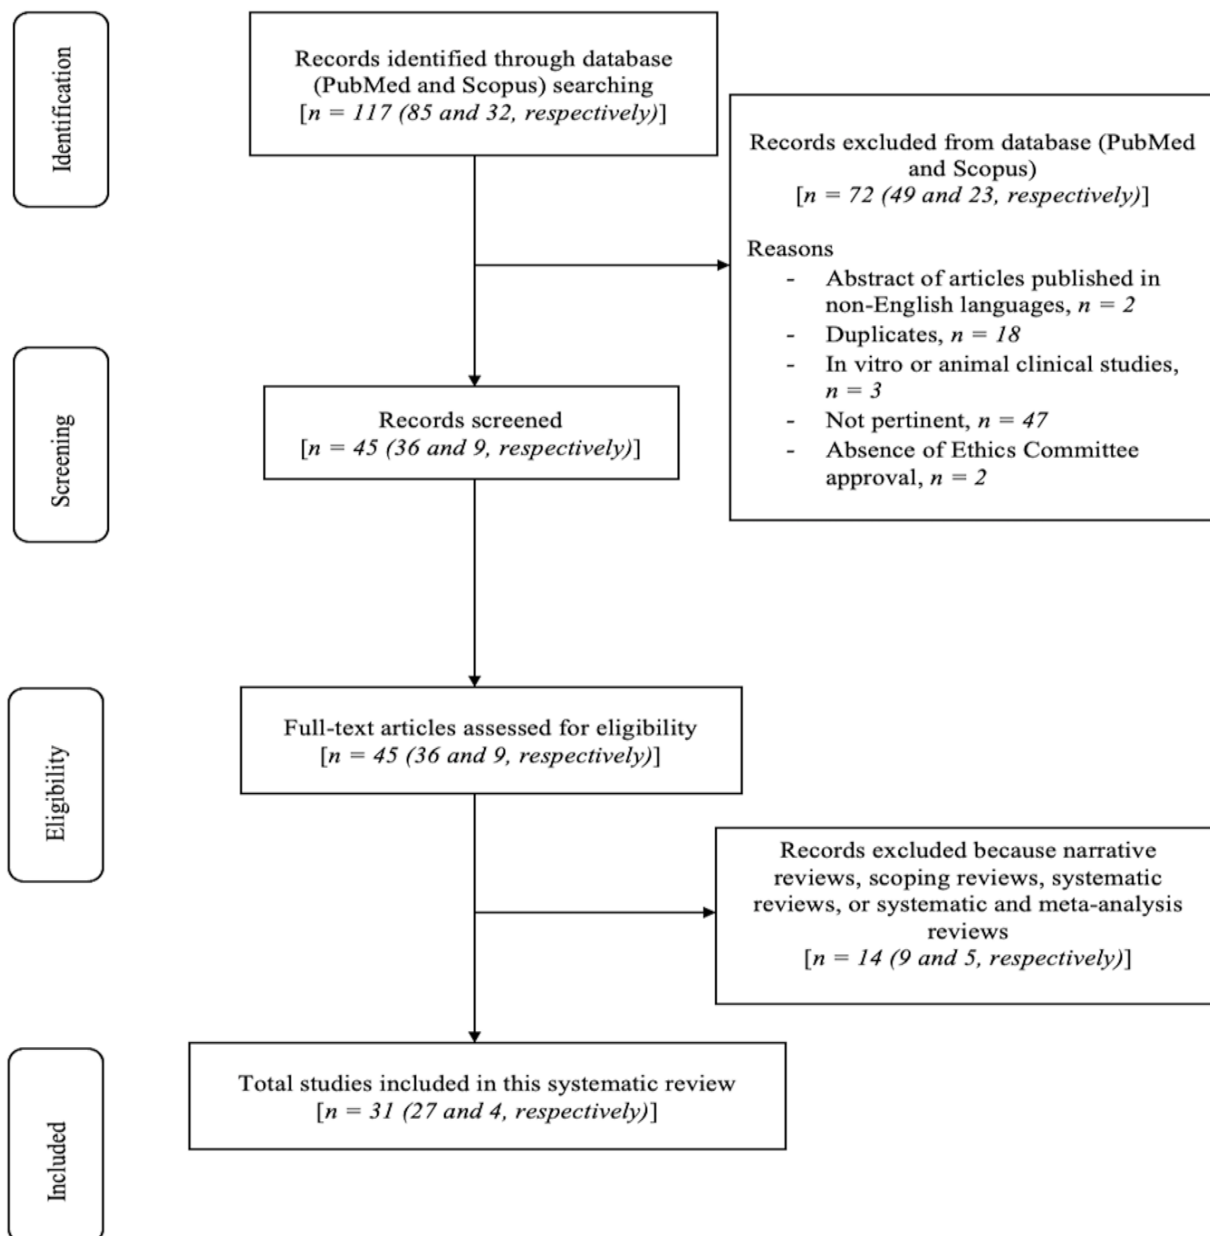 Identification
Records identified through database
(PubMed and Scopus) searching
[n = 117 (85 and 32, respectively)]
Records excluded from database (PubMed
and Scopus)
[n = 72 (49 and 23, respectively)]
Reasons
- Abstract of articles published in
non-English languages, n = 2
- Duplicates, n = 18
- In vitro or animal clinical studies,
n = 3
- Not pertinent, n = 47
- Absence of Ethics Committee
approval, n = 2
Screening
Records screened
[n = 45 (36 and 9, respectively)]
Eligibility
Full-text articles assessed for eligibility
[n = 45 (36 and 9, respectively)]
Records excluded because narrative
reviews, scoping reviews, systematic
reviews, or systematic and meta-analysis
reviews
[n = 14 (9 and 5, respectively)]
Included
Total studies included in this systematic review
[n = 31 (27 and 4, respectively)]